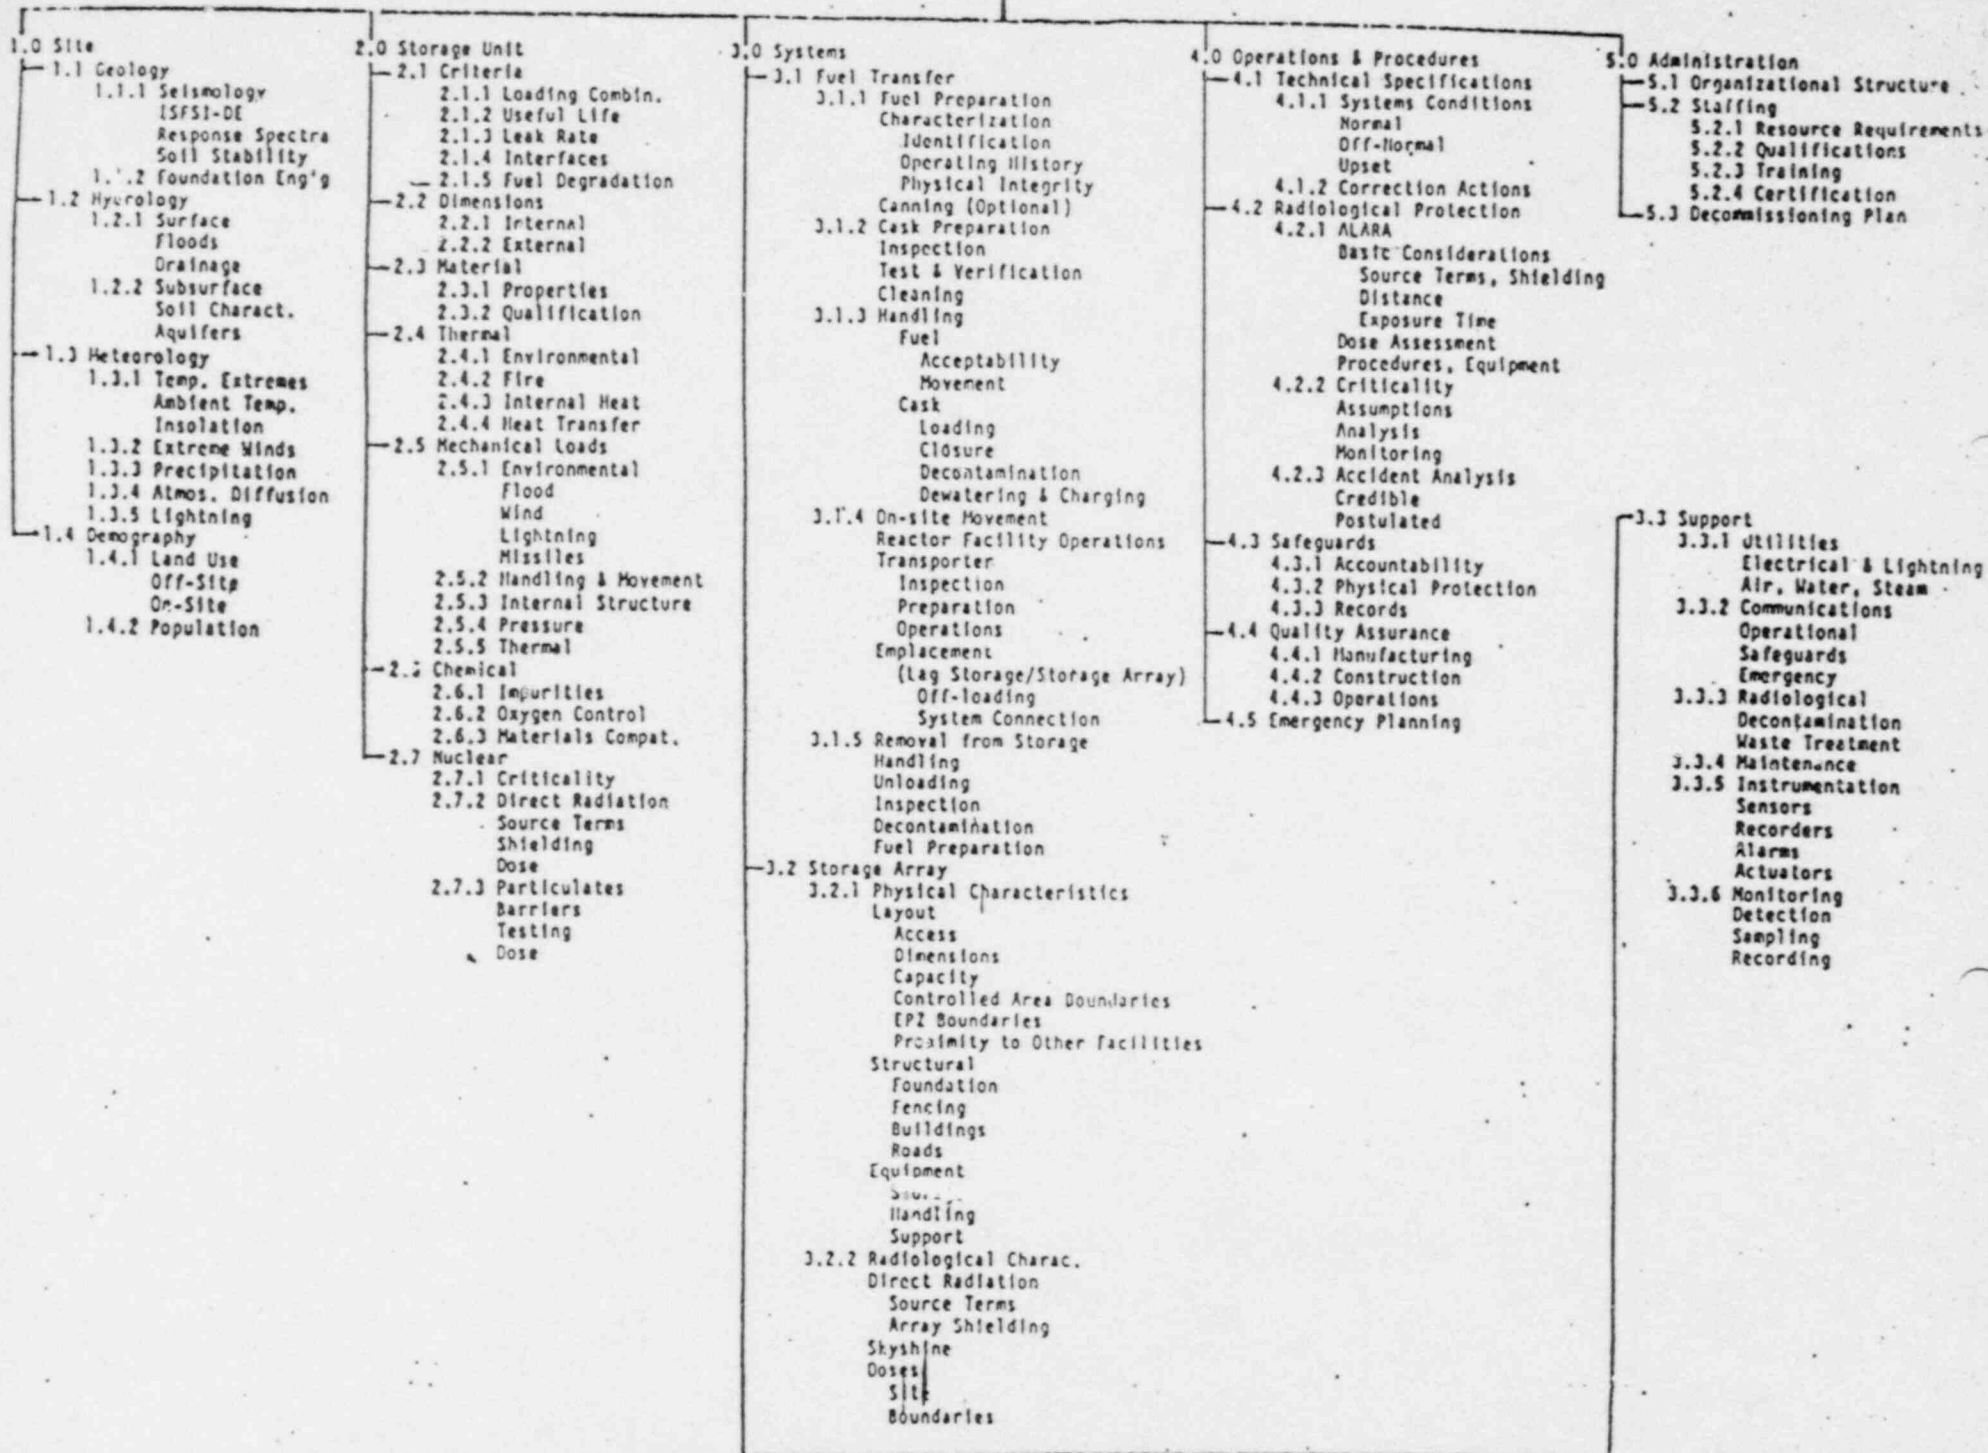 1.0 Site
1.1 Geology
1.1.1 Seismology
ISFSI-DE
Response Spectra
Soil Stability
1.1.2 Foundation Eng'g
1.2 Hydrology
1.2.1 Surface
Floods
Drainage
1.2.2 Subsurface
Soil Charact.
Aquifers
1.3 Meteorology
1.3.1 Temp. Extremes
Ambient Temp.
Insolation
1.3.2 Extreme Winds
1.3.3 Precipitation
1.3.4 Atmos. Diffusion
1.3.5 Lightning
1.4 Demography
1.4.1 Land Use
Off-Site
On-Site
1.4.2 Population
2.0 Storage Unit
2.1 Criteria
2.1.1 Loading Combin.
2.1.2 Useful Life
2.1.3 Leak Rate
2.1.4 Interfaces
2.1.5 Fuel Degradation
2.2 Dimensions
2.2.1 Internal
2.2.2 External
2.3 Material
2.3.1 Properties
2.3.2 Qualification
2.4 Thermal
2.4.1 Environmental
2.4.2 Fire
2.4.3 Internal Heat
2.4.4 Heat Transfer
2.5 Mechanical Loads
2.5.1 Environmental
Flood
Wind
Lightning
Missiles
2.5.2 Handling & Movement
2.5.3 Internal Structure
2.5.4 Pressure
2.5.5 Thermal
2.6 Chemical
2.6.1 Impurities
2.6.2 Oxygen Control
2.6.3 Materials Compat.
2.7 Nuclear
2.7.1 Criticality
2.7.2 Direct Radiation
Source Terms
Shielding
Dose
2.7.3 Particulates
Barriers
Testing
Dose
3.0 Systems
3.1 Fuel Transfer
3.1.1 Fuel Preparation
Characterization
Identification
Operating History
Physical Integrity
Canning (Optional)
3.1.2 Cask Preparation
Inspection
Test & Verification
Cleaning
3.1.3 Handling
Fuel
Acceptability
Movement
Cask
Loading
Closure
Decontamination
Dewatering & Charging
3.1.4 On-site Movement
Reactor Facility Operations
Transporter
Inspection
Preparation
Operations
Emplacement
(Lag Storage/Storage Array)
Off-loading
System Connection
3.1.5 Removal from Storage
Handling
Unloading
Inspection
Decontamination
Fuel Preparation
3.2 Storage Array
3.2.1 Physical Characteristics
Layout
Access
Dimensions
Capacity
Controlled Area Boundaries
EPZ Boundaries
Proximity to Other Facilities
Structural
Foundation
Fencing
Buildings
Roads
Equipment
Handling
Support
3.2.2 Radiological Charac.
Direct Radiation
Source Terms
Array Shielding
Skyshine
Doses
Site
Boundaries
4.0 Operations & Procedures
4.1 Technical Specifications
4.1.1 Systems Conditions
Normal
Off-Normal
Upset
4.1.2 Correction Actions
4.2 Radiological Protection
4.2.1 ALARA
Basic Considerations
Source Terms, Shielding
Distance
Exposure Time
Dose Assessment
Procedures, Equipment
4.2.2 Criticality
Assumptions
Analysis
Monitoring
4.2.3 Accident Analysis
Credible
Postulated
4.3 Safeguards
4.3.1 Accountability
4.3.2 Physical Protection
4.3.3 Records
4.4 Quality Assurance
4.4.1 Manufacturing
4.4.2 Construction
4.4.3 Operations
4.5 Emergency Planning
5.0 Administration
5.1 Organizational Structure
5.2 Staffing
5.2.1 Resource Requirements
5.2.2 Qualifications
5.2.3 Training
5.2.4 Certification
5.3 Decommissioning Plan
3.3 Support
3.3.1 Utilities
Electrical & Lightning
Air, Water, Steam
3.3.2 Communications
Operational
Safeguards
Emergency
3.3.3 Radiological
Decontamination
Waste Treatment
3.3.4 Maintenance
3.3.5 Instrumentation
Sensors
Recorders
Alarms
Actuators
3.3.6 Monitoring
Detection
Sampling
Recording